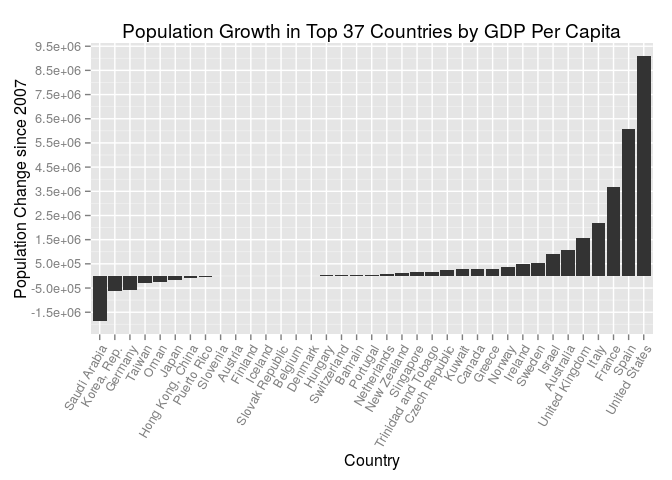 Population Growth in Top 37 Countries by GDP Per Capita
Population Change since 2007
9.5e+06
8.5e+06
7.5e+06
6.5e+06
5.5e+06
4.5e+06
3.5e+06
2.5e+06
1.5e+06
5.0e+05
-5.0e+05
-1.5e+06
Saudi Arabia
Korea, Rep.
Germany
Taiwan
Oman
Japan
Hong Kong, China
Puerto Rico
Slovenia
Austria
Finland
Iceland
Slovak Republic
Belgium
Denmark
Hungary
Switzerland
Bahrain
Portugal
Netherlands
New Zealand
Singapore
Trinidad and Tobago
Czech Republic
Kuwait
Canada
Greece
Norway
Ireland
Sweden
Israel
Australia
United Kingdom
Italy
France
Spain
United States
Country